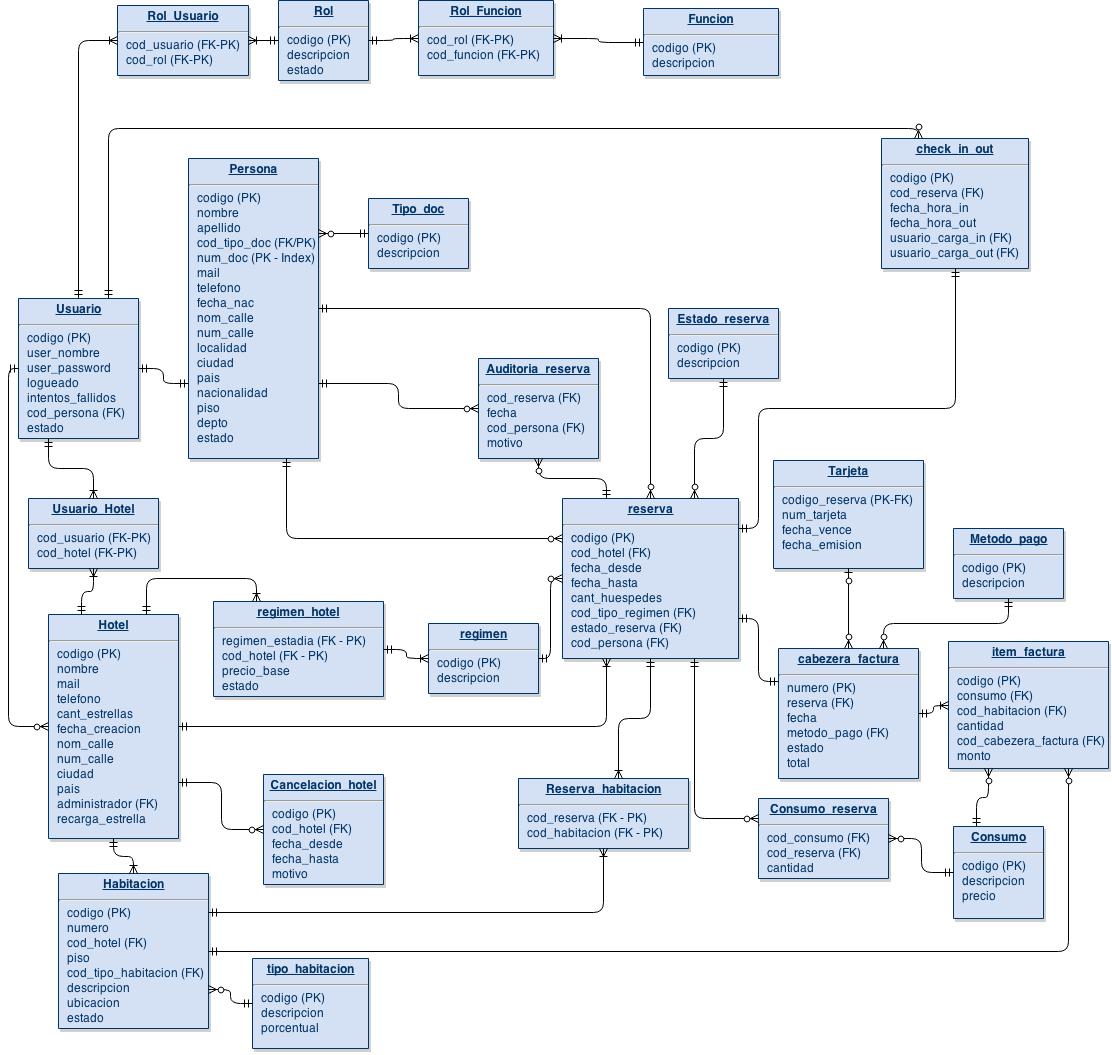 Rol_Usuario
cod_usuario (FK-PK)
cod_rol (FK-PK)
Rol
codigo (PK)
descripcion
estado
Rol_Funcion
cod_rol (FK-PK)
cod_funcion (FK-PK)
Funcion
codigo (PK)
descripcion
check_in_out
codigo (PK)
cod_reserva (FK)
fecha_hora_in
fecha_hora_out
usuario_carga_in (FK)
usuario_carga_out (FK)
Persona
codigo (PK)
nombre
apellido
cod_tipo_doc (FK/PK)
num_doc (PK - Index)
mail
telefono
fecha_nac
nom_calle
num_calle
localidad
ciudad
pais
nacionalidad
piso
depto
estado
Tipo_doc
codigo (PK)
descripcion
Usuario
codigo (PK)
user_nombre
user_password
logueado
intentos_fallidos
cod_persona (FK)
estado
Estado_reserva
codigo (PK)
descripcion
Auditoria_reserva
cod_reserva (FK)
fecha
cod_persona (FK)
motivo
Tarjeta
codigo_reserva (PK-FK)
num_tarjeta
fecha_vence
fecha_emision
Usuario_Hotel
cod_usuario (FK-PK)
cod_hotel (FK-PK)
reserva
codigo (PK)
cod_hotel (FK)
fecha_desde
fecha_hasta
cant_huespedes
cod_tipo_regimen (FK)
estado_reserva (FK)
cod_persona (FK)
Metodo_pago
codigo (PK)
descripcion
Hotel
codigo (PK)
nombre
mail
telefono
cant_estrellas
fecha_creacion
nom_calle
num_calle
ciudad
pais
administrador (FK)
recarga_estrella
regimen_hotel
regimen_estadia (FK - PK)
cod_hotel (FK - PK)
precio_base
estado
regimen
codigo (PK)
descripcion
cabezera_factura
numero (PK)
reserva (FK)
fecha
metodo_pago (FK)
estado
total
item_factura
codigo (PK)
consumo (FK)
cod_habitacion (FK)
cantidad
cod_cabezera_factura (FK)
monto
Cancelacion_hotel
codigo (PK)
cod_hotel (FK)
fecha_desde
fecha_hasta
motivo
Reserva_habitacion
cod_reserva (FK - PK)
cod_habitacion (FK - PK)
Consumo_reserva
cod_consumo (FK)
cod_reserva (FK)
cantidad
Consumo
codigo (PK)
descripcion
precio
Habitacion
codigo (PK)
numero
cod_hotel (FK)
piso
cod_tipo_habitacion (FK)
descripcion
ubicacion
estado
tipo_habitacion
codigo (PK)
descripcion
porcentual